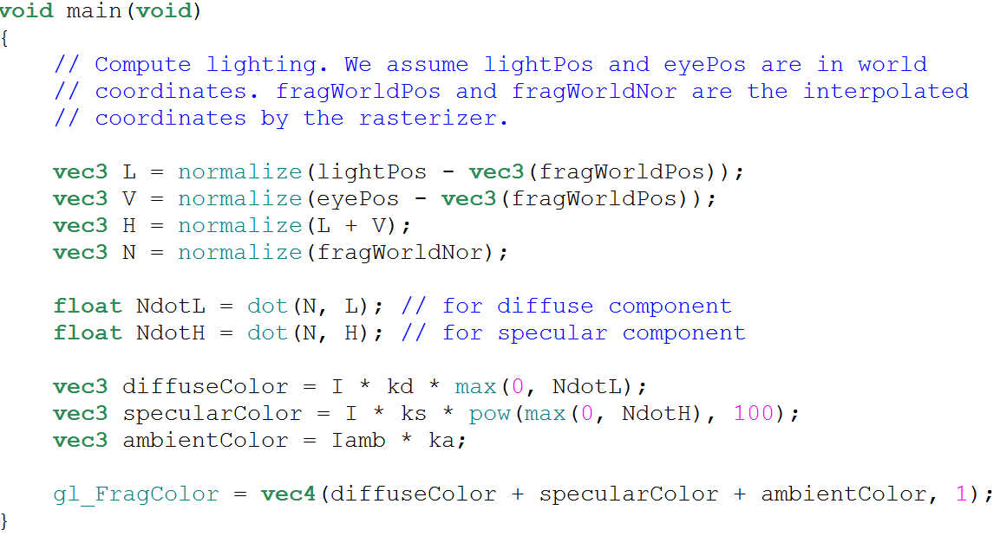 void main(void)
{
    // Compute lighting. We assume lightPos and eyePos are in world
    // coordinates. fragWorldPos and fragWorldNor are the interpolated
    // coordinates by the rasterizer.

    vec3 L = normalize(lightPos - vec3(fragWorldPos));
    vec3 V = normalize(eyePos - vec3(fragWorldPos));
    vec3 H = normalize(L + V);
    vec3 N = normalize(fragWorldNor);

    float NdotL = dot(N, L); // for diffuse component
    float NdotH = dot(N, H); // for specular component

    vec3 diffuseColor = I * kd * max(0, NdotL);
    vec3 specularColor = I * ks * pow(max(0, NdotH), 100);
    vec3 ambientColor = Iamb * ka;

    gl_FragColor = vec4(diffuseColor + specularColor + ambientColor, 1);
}